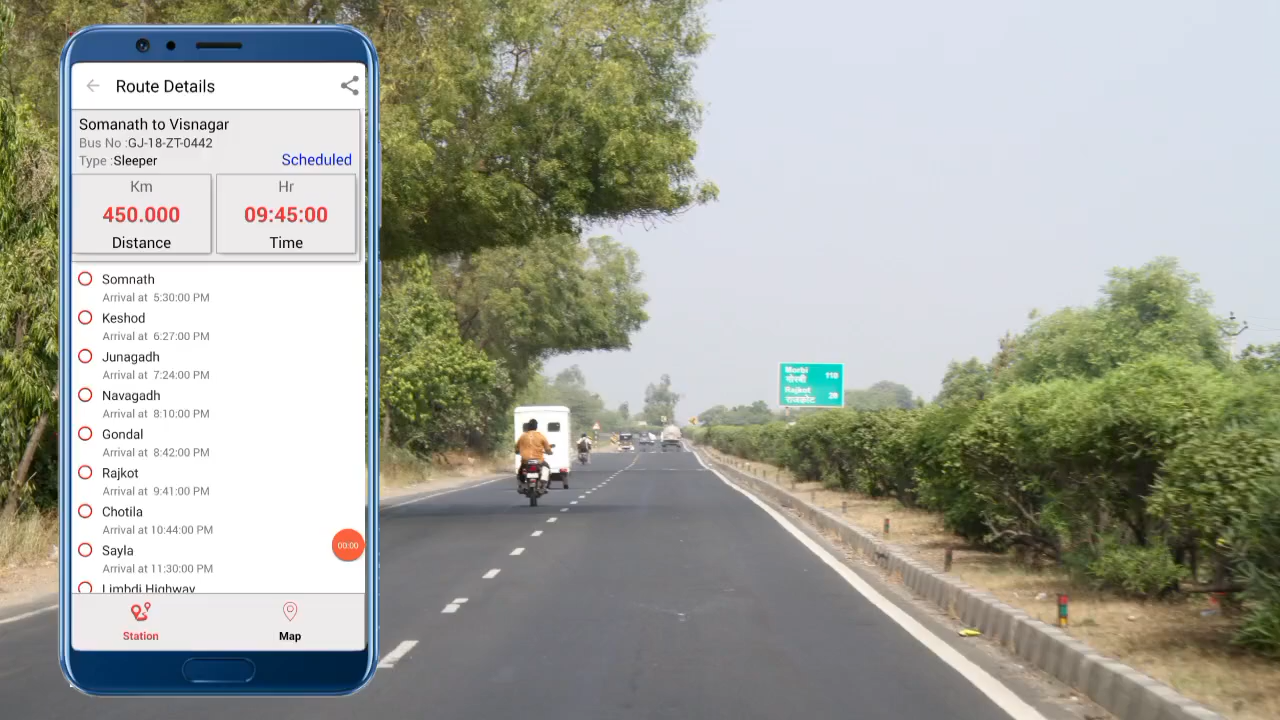 Route Details
Somanath to Visnagar
Bus No :GJ-18-ZT-0442
Type :Sleeper
Scheduled
Km
450.000
Distance
Hr
09:45:00
Time
Somnath
Arrival at 5:30:00 PM
Keshod
Arrival at 6:27:00 PM
Junagadh
Arrival at 7:24:00 PM
Navagadh
Arrival at 8:10:00 PM
Gondal
Arrival at 8:42:00 PM
Rajkot
Arrival at 9:41:00 PM
Chotila
Arrival at 10:44:00 PM
00:00
Sayla
Arrival at 11:30:00 PM
Limbdi Highway
Station
Map
Morbi
मोरबी
Rajkot
राजकोट